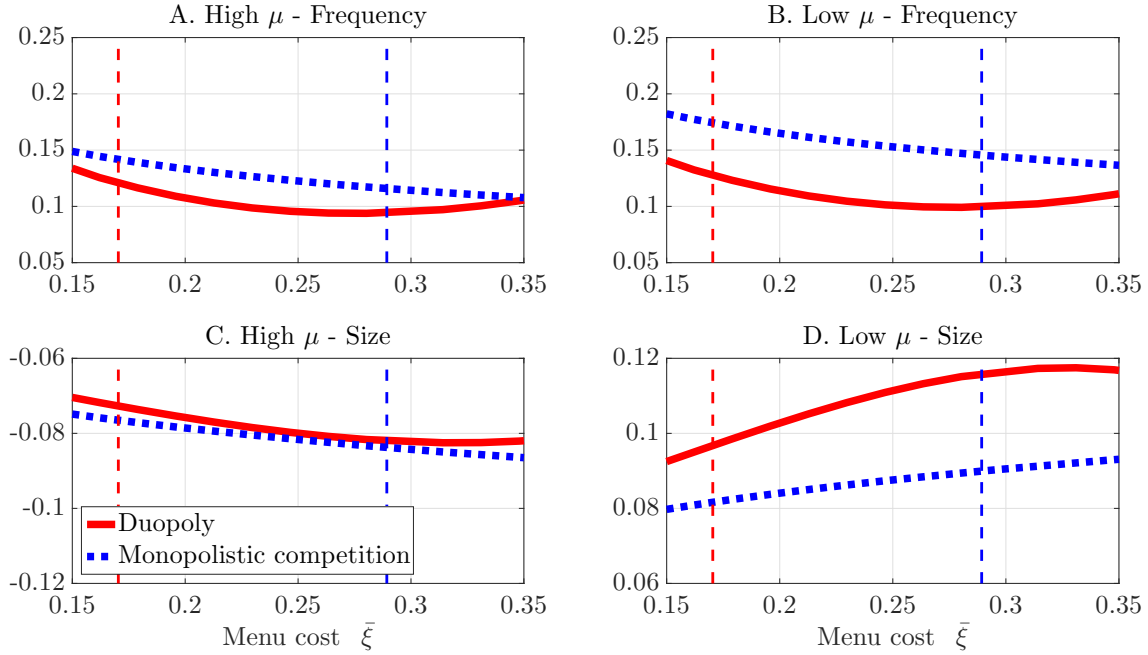 A. High μ - Frequency
0.25
0.2
0.15
0.1
0.05
0.15 0.2 0.25 0.3 0.35
B. Low μ - Frequency
0.25
0.2
0.15
0.1
0.05
0.15 0.2 0.25 0.3 0.35
C. High μ - Size
-0.06
-0.08
-0.1
-0.12
Duopoly
Monopolistic competition
0.15 0.2 0.25 0.3 0.35
Menu cost ξ̄
D. Low μ - Size
0.12
0.1
0.08
0.06
0.15 0.2 0.25 0.3 0.35
Menu cost ξ̄